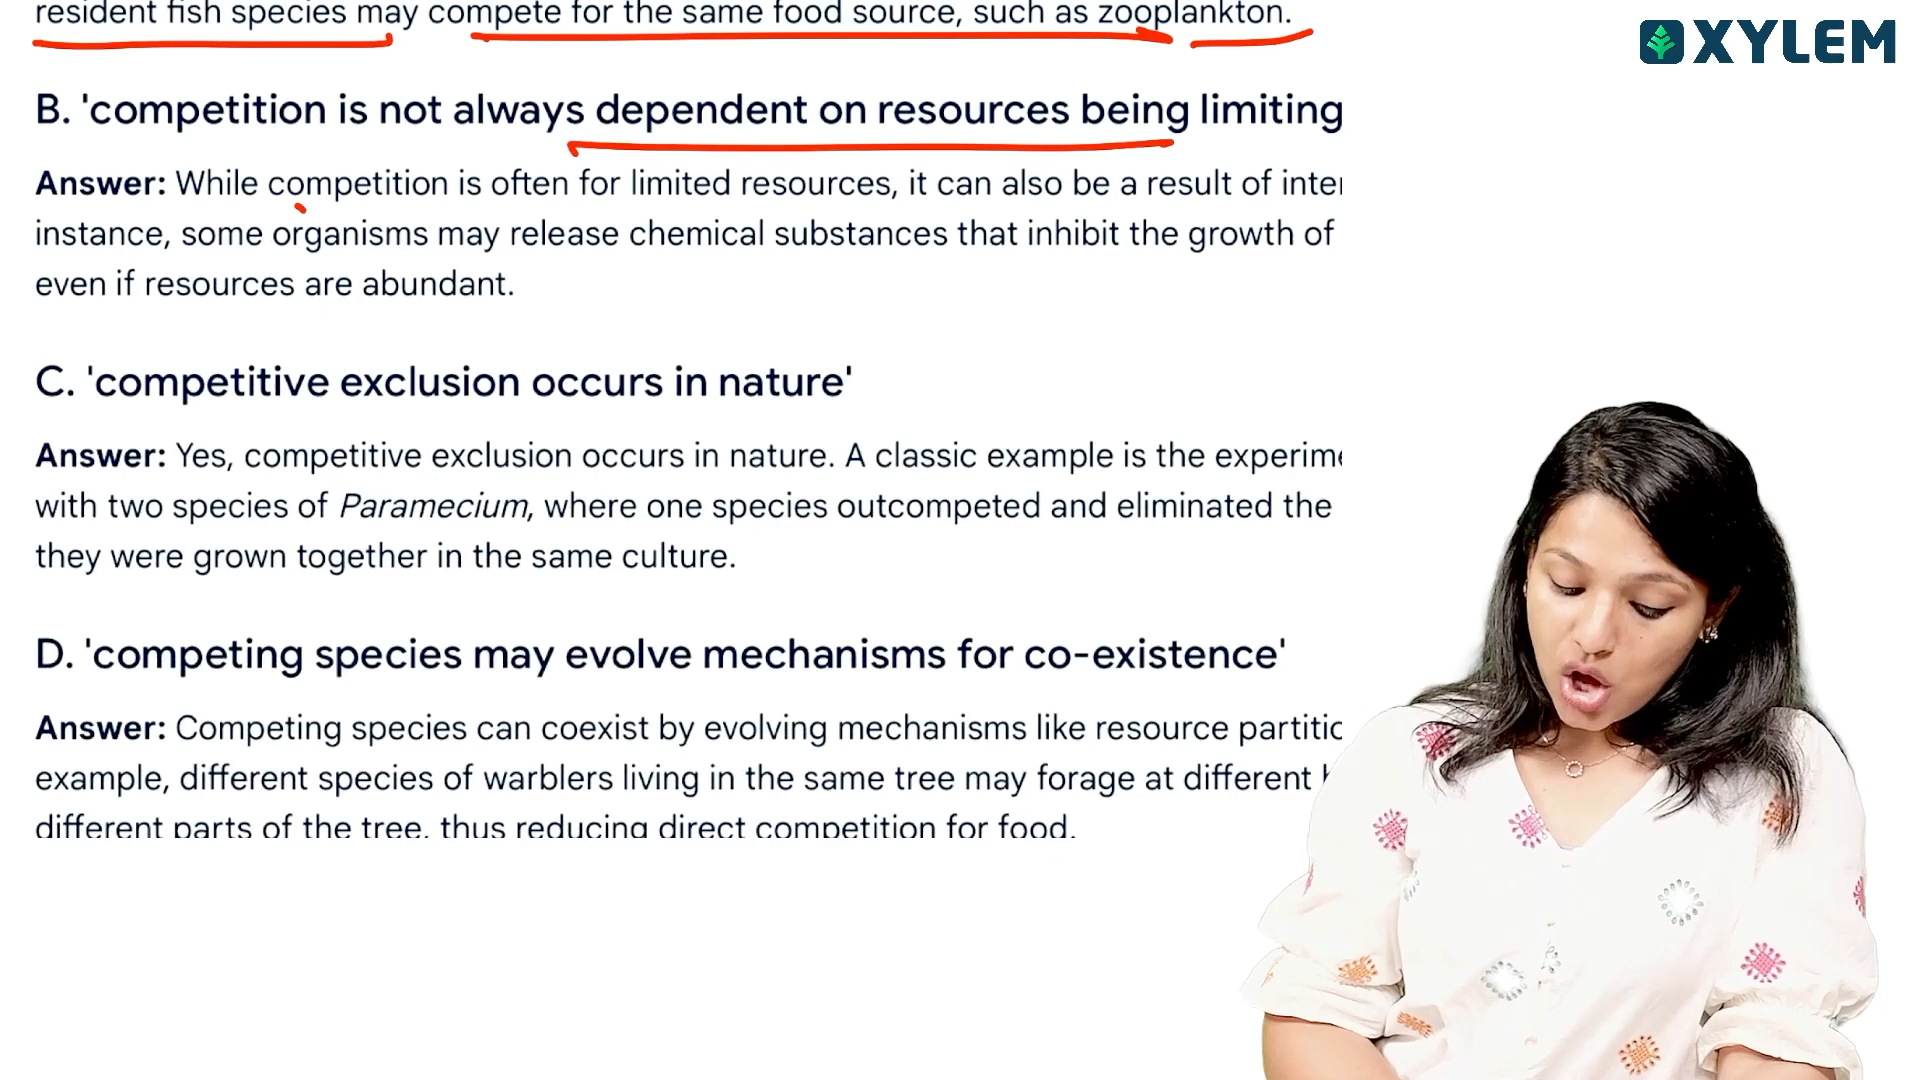 resident fish species may compete for the same food source, such as zooplankton.
XYLEM
B. 'competition is not always dependent on resources being limiting
Answer: While competition is often for limited resources, it can also be a result of
instance, some organisms may release chemical substances that inhibit the growth of
even if resources are abundant.
C. 'competitive exclusion occurs in nature'
Answer: Yes, competitive exclusion occurs in nature. A classic example is the
with two species of Paramecium, where one species outcompeted and eliminated the
they were grown together in the same culture.
D. 'competing species may evolve mechanisms for co-existence'
Answer: Competing species can coexist by evolving mechanisms like resource
example, different species of warblers living in the same tree may forage at different
different parts of the tree, thus reducing direct competition for food.